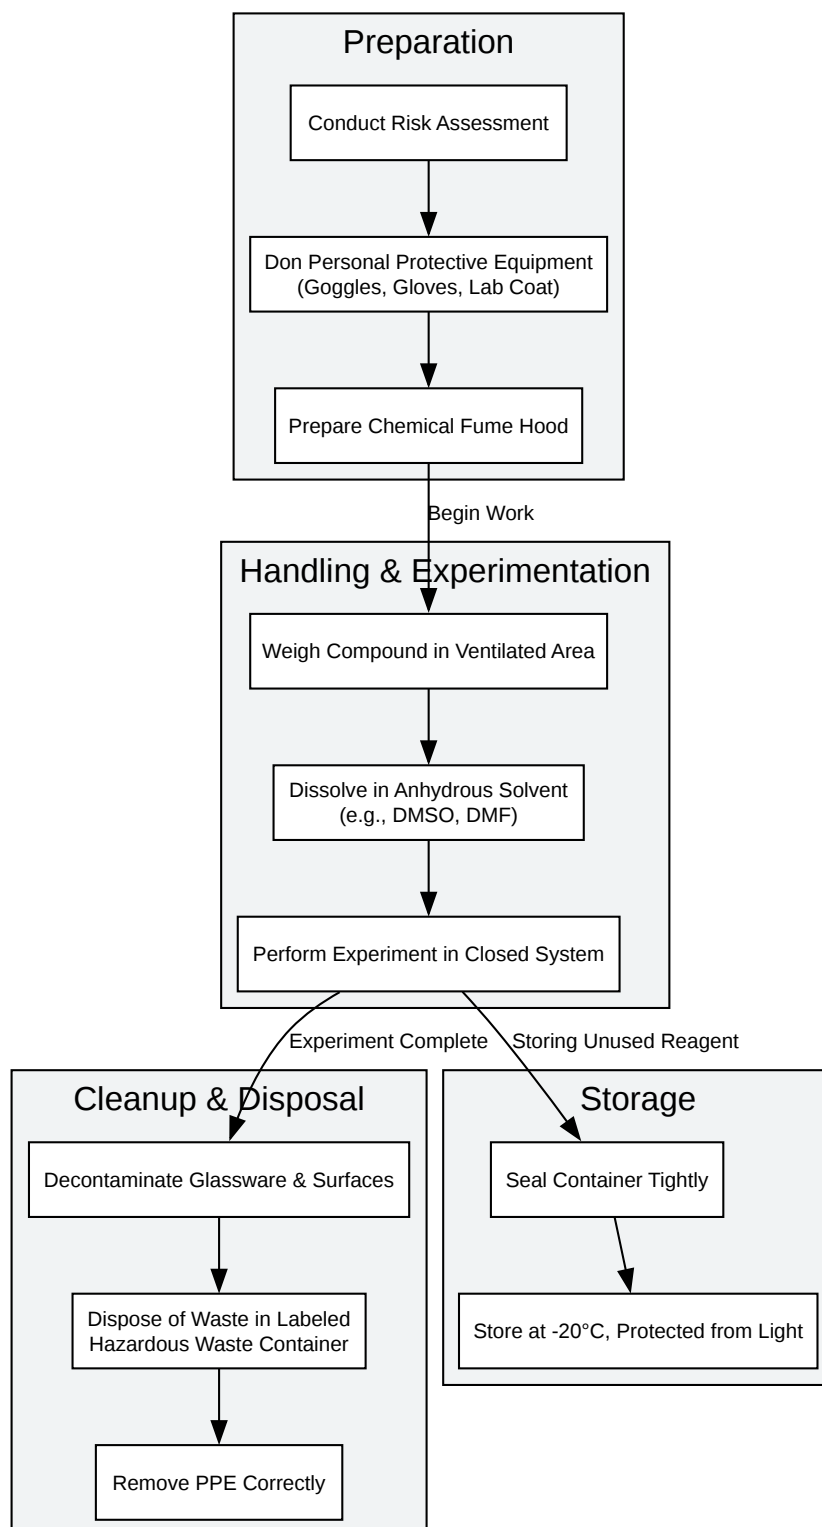 Preparation
Conduct Risk Assessment
Don Personal Protective Equipment
(Goggles, Gloves, Lab Coat)
Prepare Chemical Fume Hood
Begin Work
Handling & Experimentation
Weigh Compound in Ventilated Area
Dissolve in Anhydrous Solvent
(e.g., DMSO, DMF)
Perform Experiment in Closed System
Experiment Complete
Storing Unused Reagent
Cleanup & Disposal
Decontaminate Glassware & Surfaces
Dispose of Waste in Labeled
Hazardous Waste Container
Remove PPE Correctly
Storage
Seal Container Tightly
Store at -20°C, Protected from Light